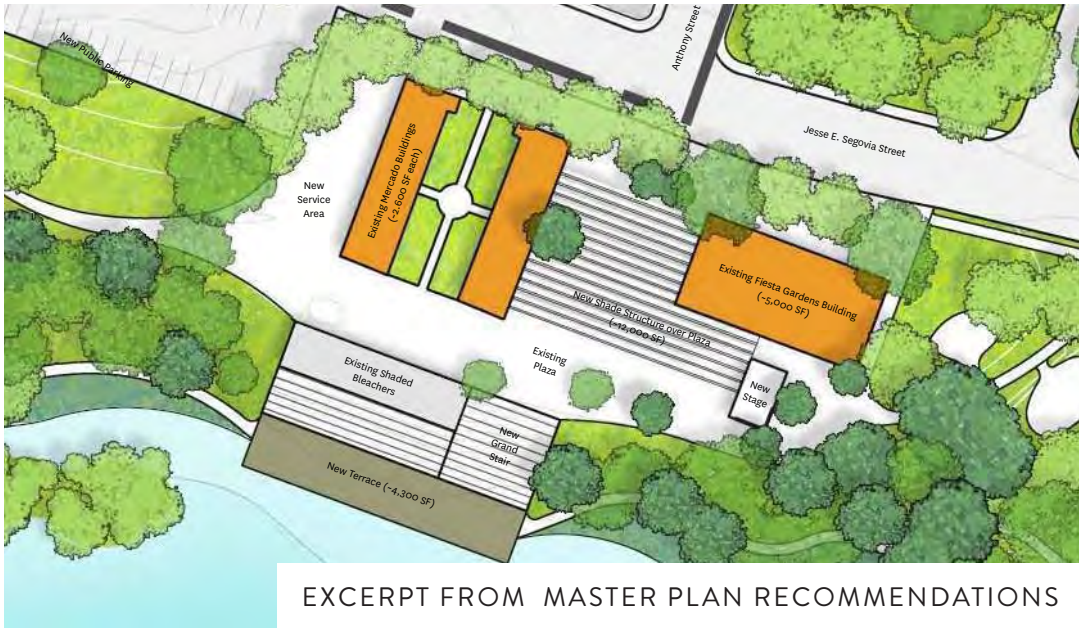 New Public Parking
Anthony Street
Jesse E. Segovia Street
Existing Mercado Buildings
(~2,600 SF each)
New
Service
Area
Existing Fiesta Gardens Building
(~5,000 SF)
New Shade Structure over Plaza
(~12,000 SF)
Existing
Plaza
Existing Shaded
Bleachers
New
Stage
New
Grand
Stair
New Terrace (~4,300 SF)
EXCERPT FROM MASTER PLAN RECOMMENDATIONS